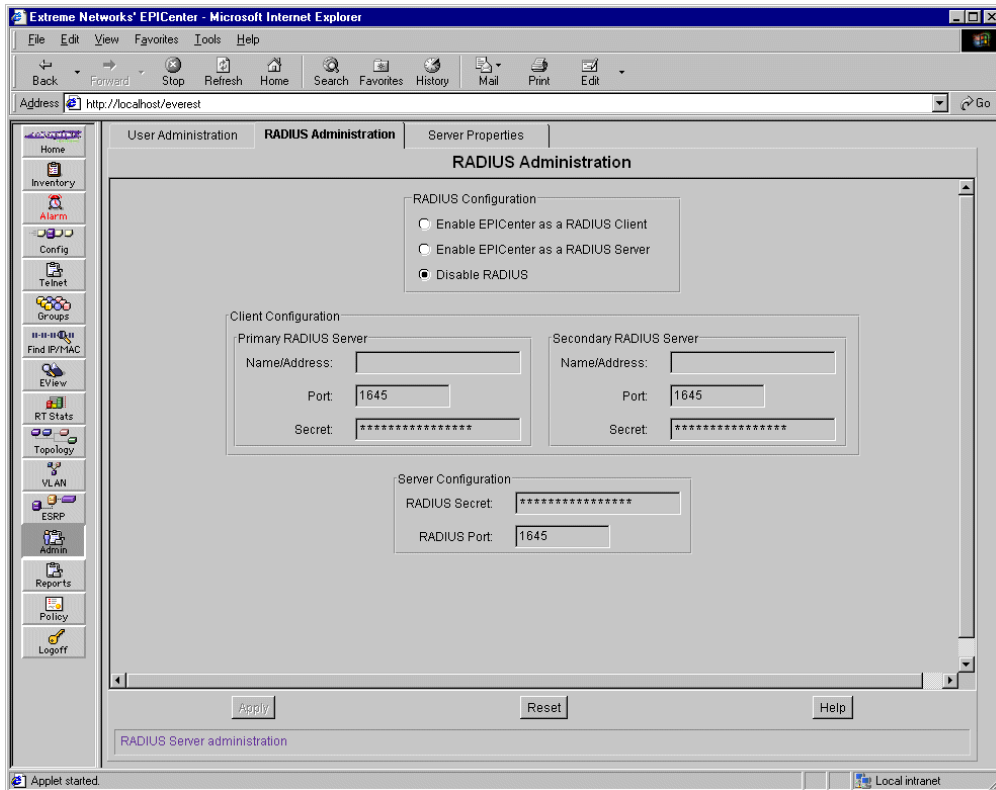 Extreme Networks' EPICenter - Microsoft Internet Explorer
File Edit View Favorites Tools Help
Back Forward Stop Refresh Home Search Favorites History Mail Print Edit
Address http://localhost/everest Go
Home
Inventory
Alarm
Config
Telnet
Groups
Find IP/MAC
EView
RT Stats
Topology
VLAN
ESRP
Admin
Reports
Policy
Logoff
User Administration RADIUS Administration Server Properties
RADIUS Administration
RADIUS Configuration
Enable EPICenter as a RADIUS Client
Enable EPICenter as a RADIUS Server
Disable RADIUS
Client Configuration
Primary RADIUS Server
Name/Address:
Port: 1645
Secret: ****************
Secondary RADIUS Server
Name/Address:
Port: 1645
Secret: ****************
Server Configuration
RADIUS Secret: ****************
RADIUS Port: 1645
Apply Reset Help
RADIUS Server administration
Applet started. Local intranet